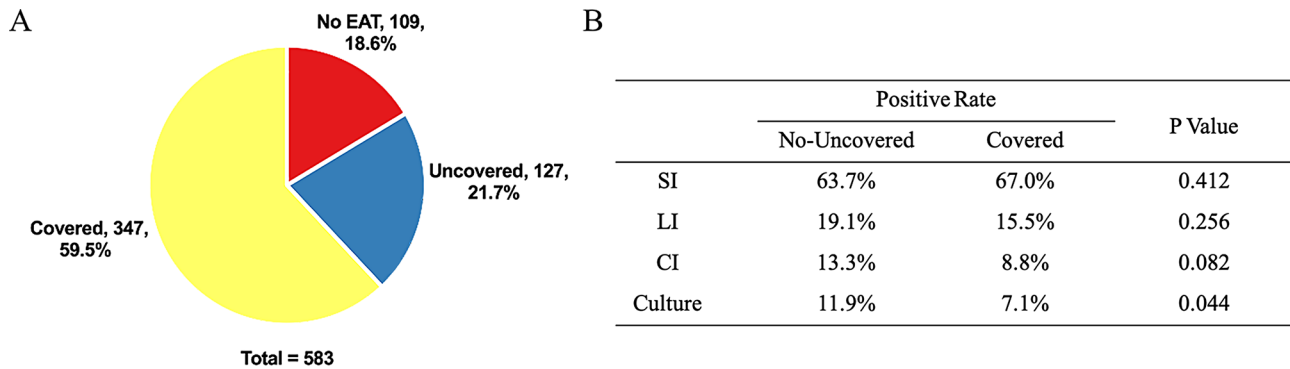 A
No EAT, 109,
18.6%
Uncovered, 127,
21.7%
Covered, 347,
59.5%
Total = 583
B
Positive Rate
P Value
No-Uncovered Covered
SI 63.7% 67.0% 0.412
LI 19.1% 15.5% 0.256
CI 13.3% 8.8% 0.082
Culture 11.9% 7.1% 0.044